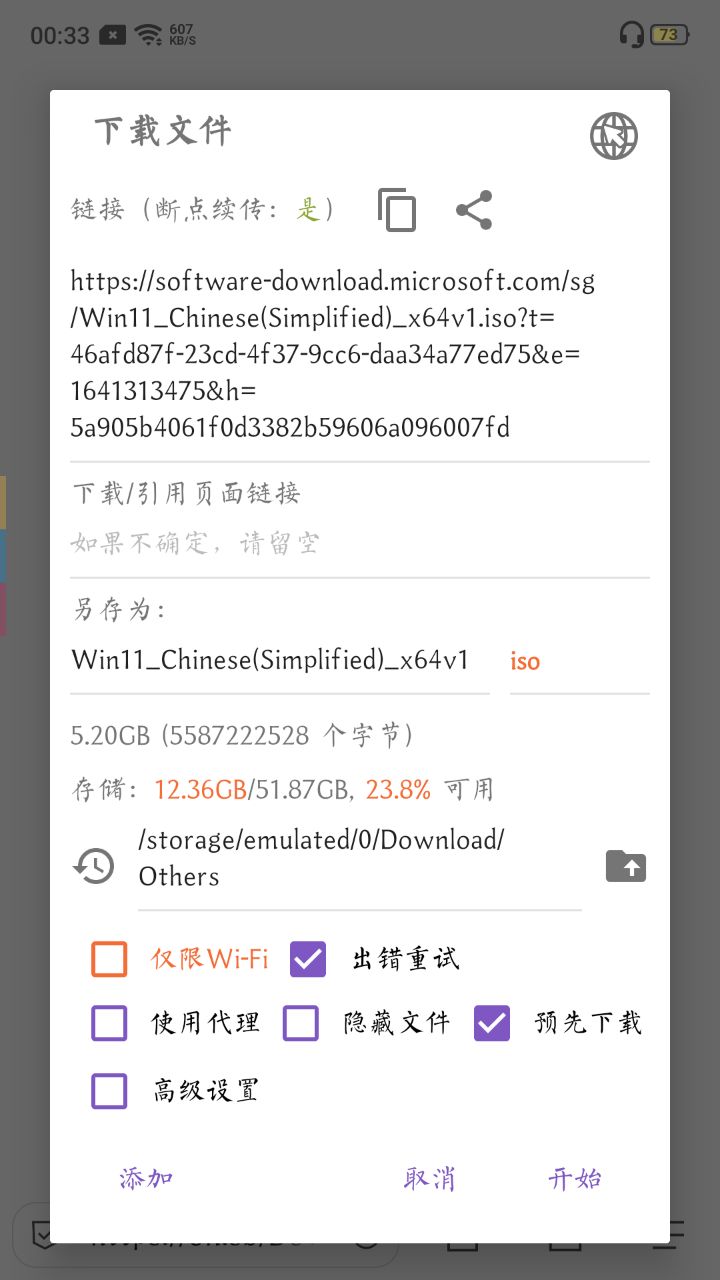 00:33
607
KB/S
73
下载文件
链接（断点续传：是）
https://software-download.microsoft.com/sg
/Win11_Chinese(Simplified)_x64v1.iso?t=
46afd87f-23cd-4f37-9cc6-daa34a77ed75&e=
1641313475&h=
5a905b4061f0d3382b59606a096007fd
下载/引用页面链接
如果不确定，请留空
另存为：
Win11_Chinese(Simplified)_x64v1 iso
5.20GB (5587222528 个字节)
存储：12.36GB/51.87GB, 23.8% 可用
/storage/emulated/0/Download/
Others
仅限Wi-Fi 出错重试
使用代理 隐藏文件 预先下载
高级设置
添加 取消 开始